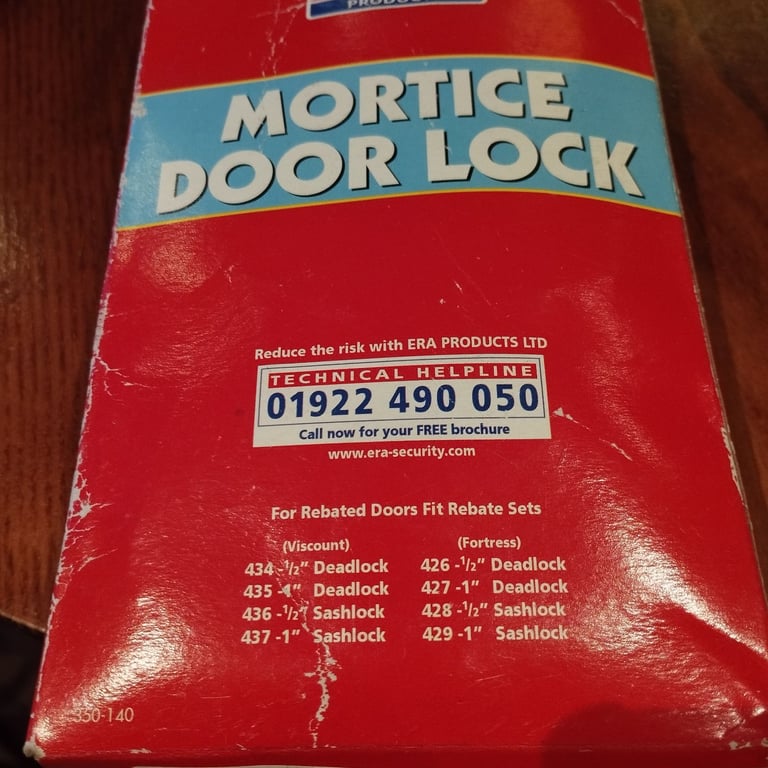 MORTICE
DOOR LOCK
Reduce the risk with ERA PRODUCTS LTD
TECHNICAL HELPLINE
01922 490 050
Call now for your FREE brochure
www.era-security.com
For Rebated Doors Fit Rebate Sets
(Viscount) (Fortress)
434 -1/2" Deadlock 426 -1/2" Deadlock
435 -1" Deadlock 427 -1" Deadlock
436 -1/2" Sashlock 428 -1/2" Sashlock
437 -1" Sashlock 429 -1" Sashlock
350-140